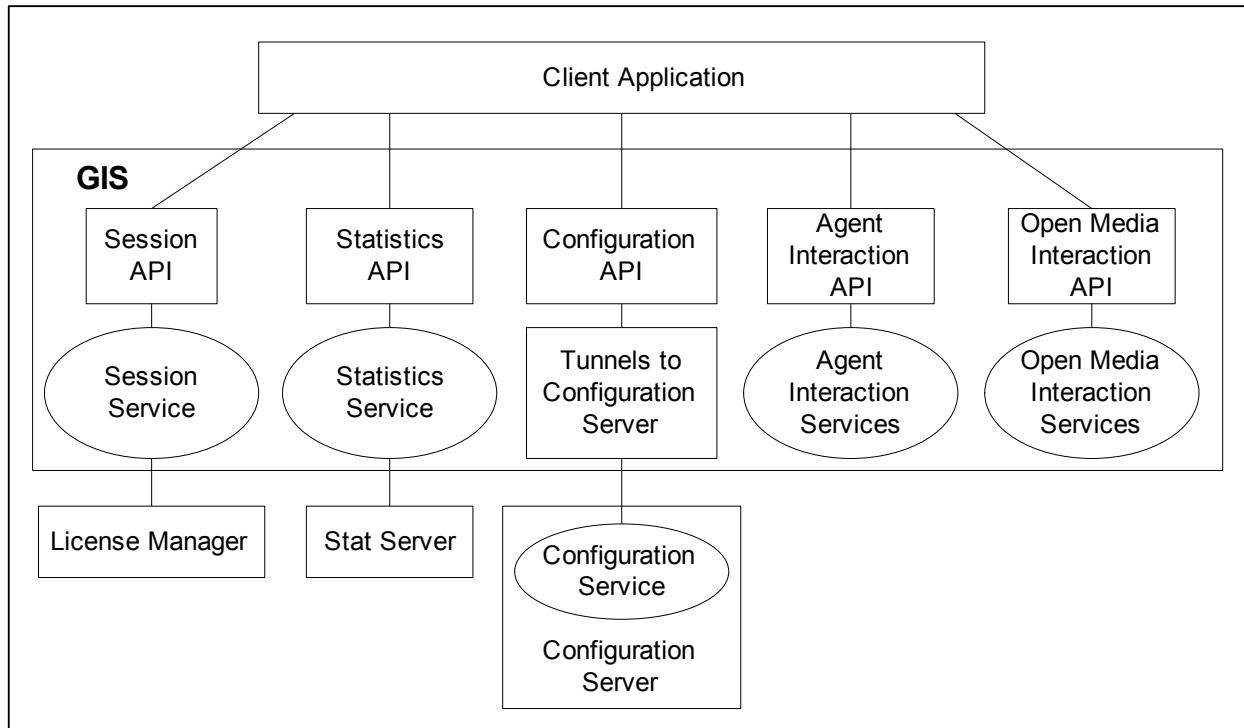 Client Application
GIS
Session
API
Statistics
API
Configuration
API
Agent
Interaction
API
Open Media
Interaction
API
Session
Service
Statistics
Service
Tunnels to
Configuration
Server
Agent
Interaction
Services
Open Media
Interaction
Services
License Manager
Stat Server
Configuration
Service
Configuration
Server